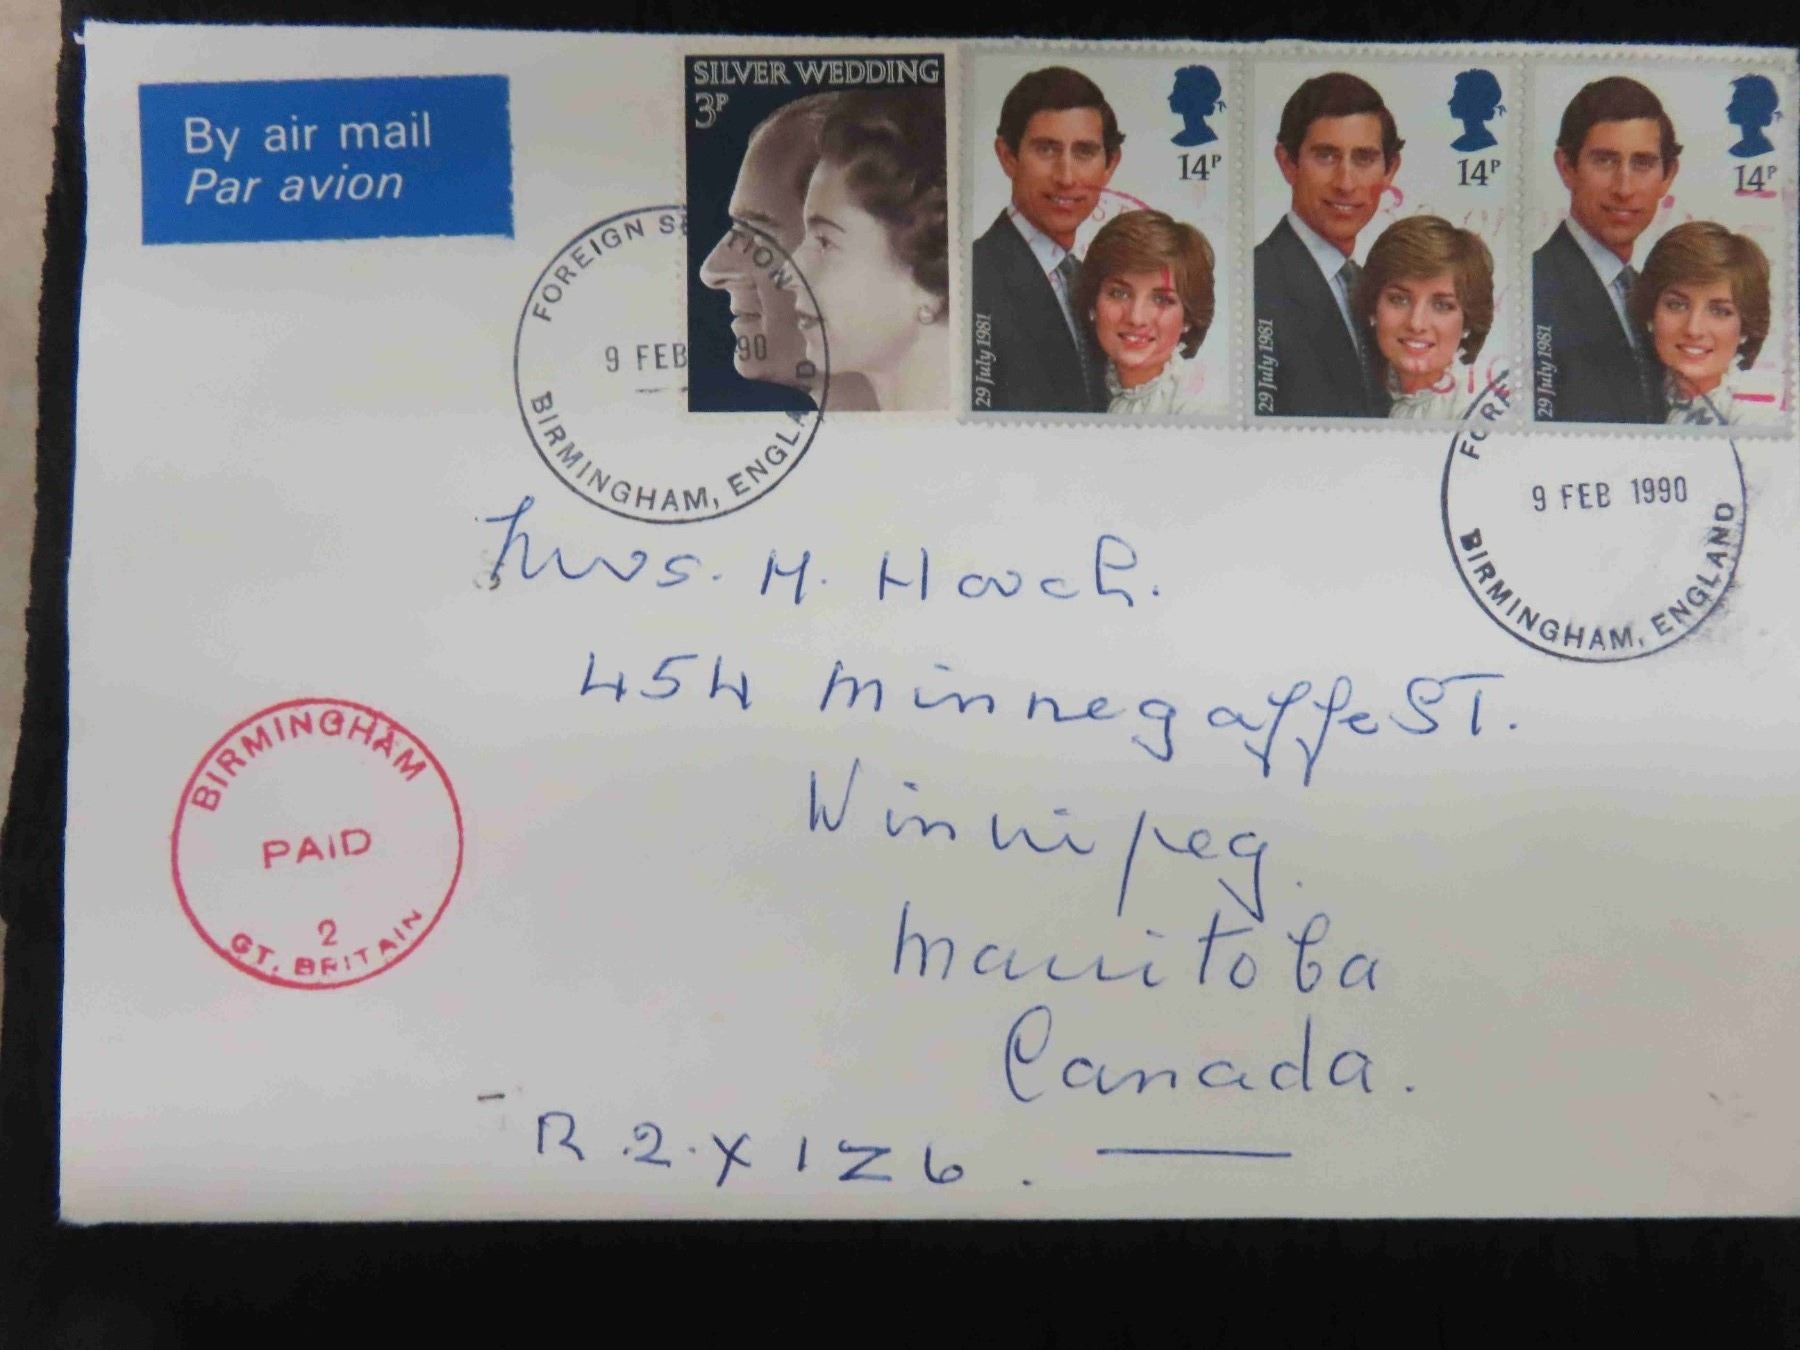 By air mail
Par avion
SILVER WEDDING
3P
14P
29 July 1981
14P
29 July 1981
14P
29 July 1981
FOREIGN SECTION
9 FEB 90
BIRMINGHAM, ENGLAND
9 FEB 1990
BIRMINGHAM, ENGLAND
Mrs. H. Hoch.
454 Minnegaffe ST.
Winnipeg
Manitoba
Canada.
R.2.X 1Z6.
BIRMINGHAM
PAID
2
GT. BRITAIN